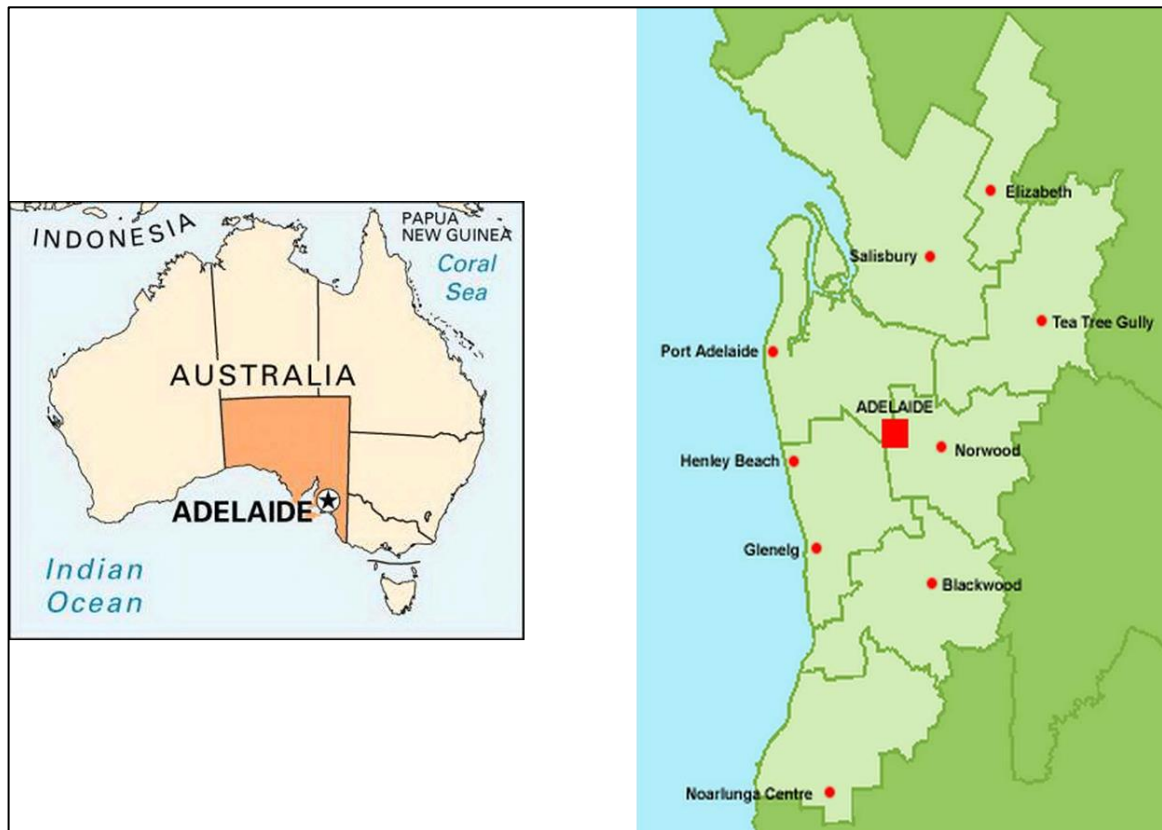 INDONESIA
PAPUA
NEW GUINEA
Coral
Sea
AUSTRALIA
ADELAIDE
Indian
Ocean
Elizabeth
Salisbury
Tea Tree Gully
Port Adelaide
ADELAIDE
Norwood
Henley Beach
Glenelg
Blackwood
Noarlunga Centre